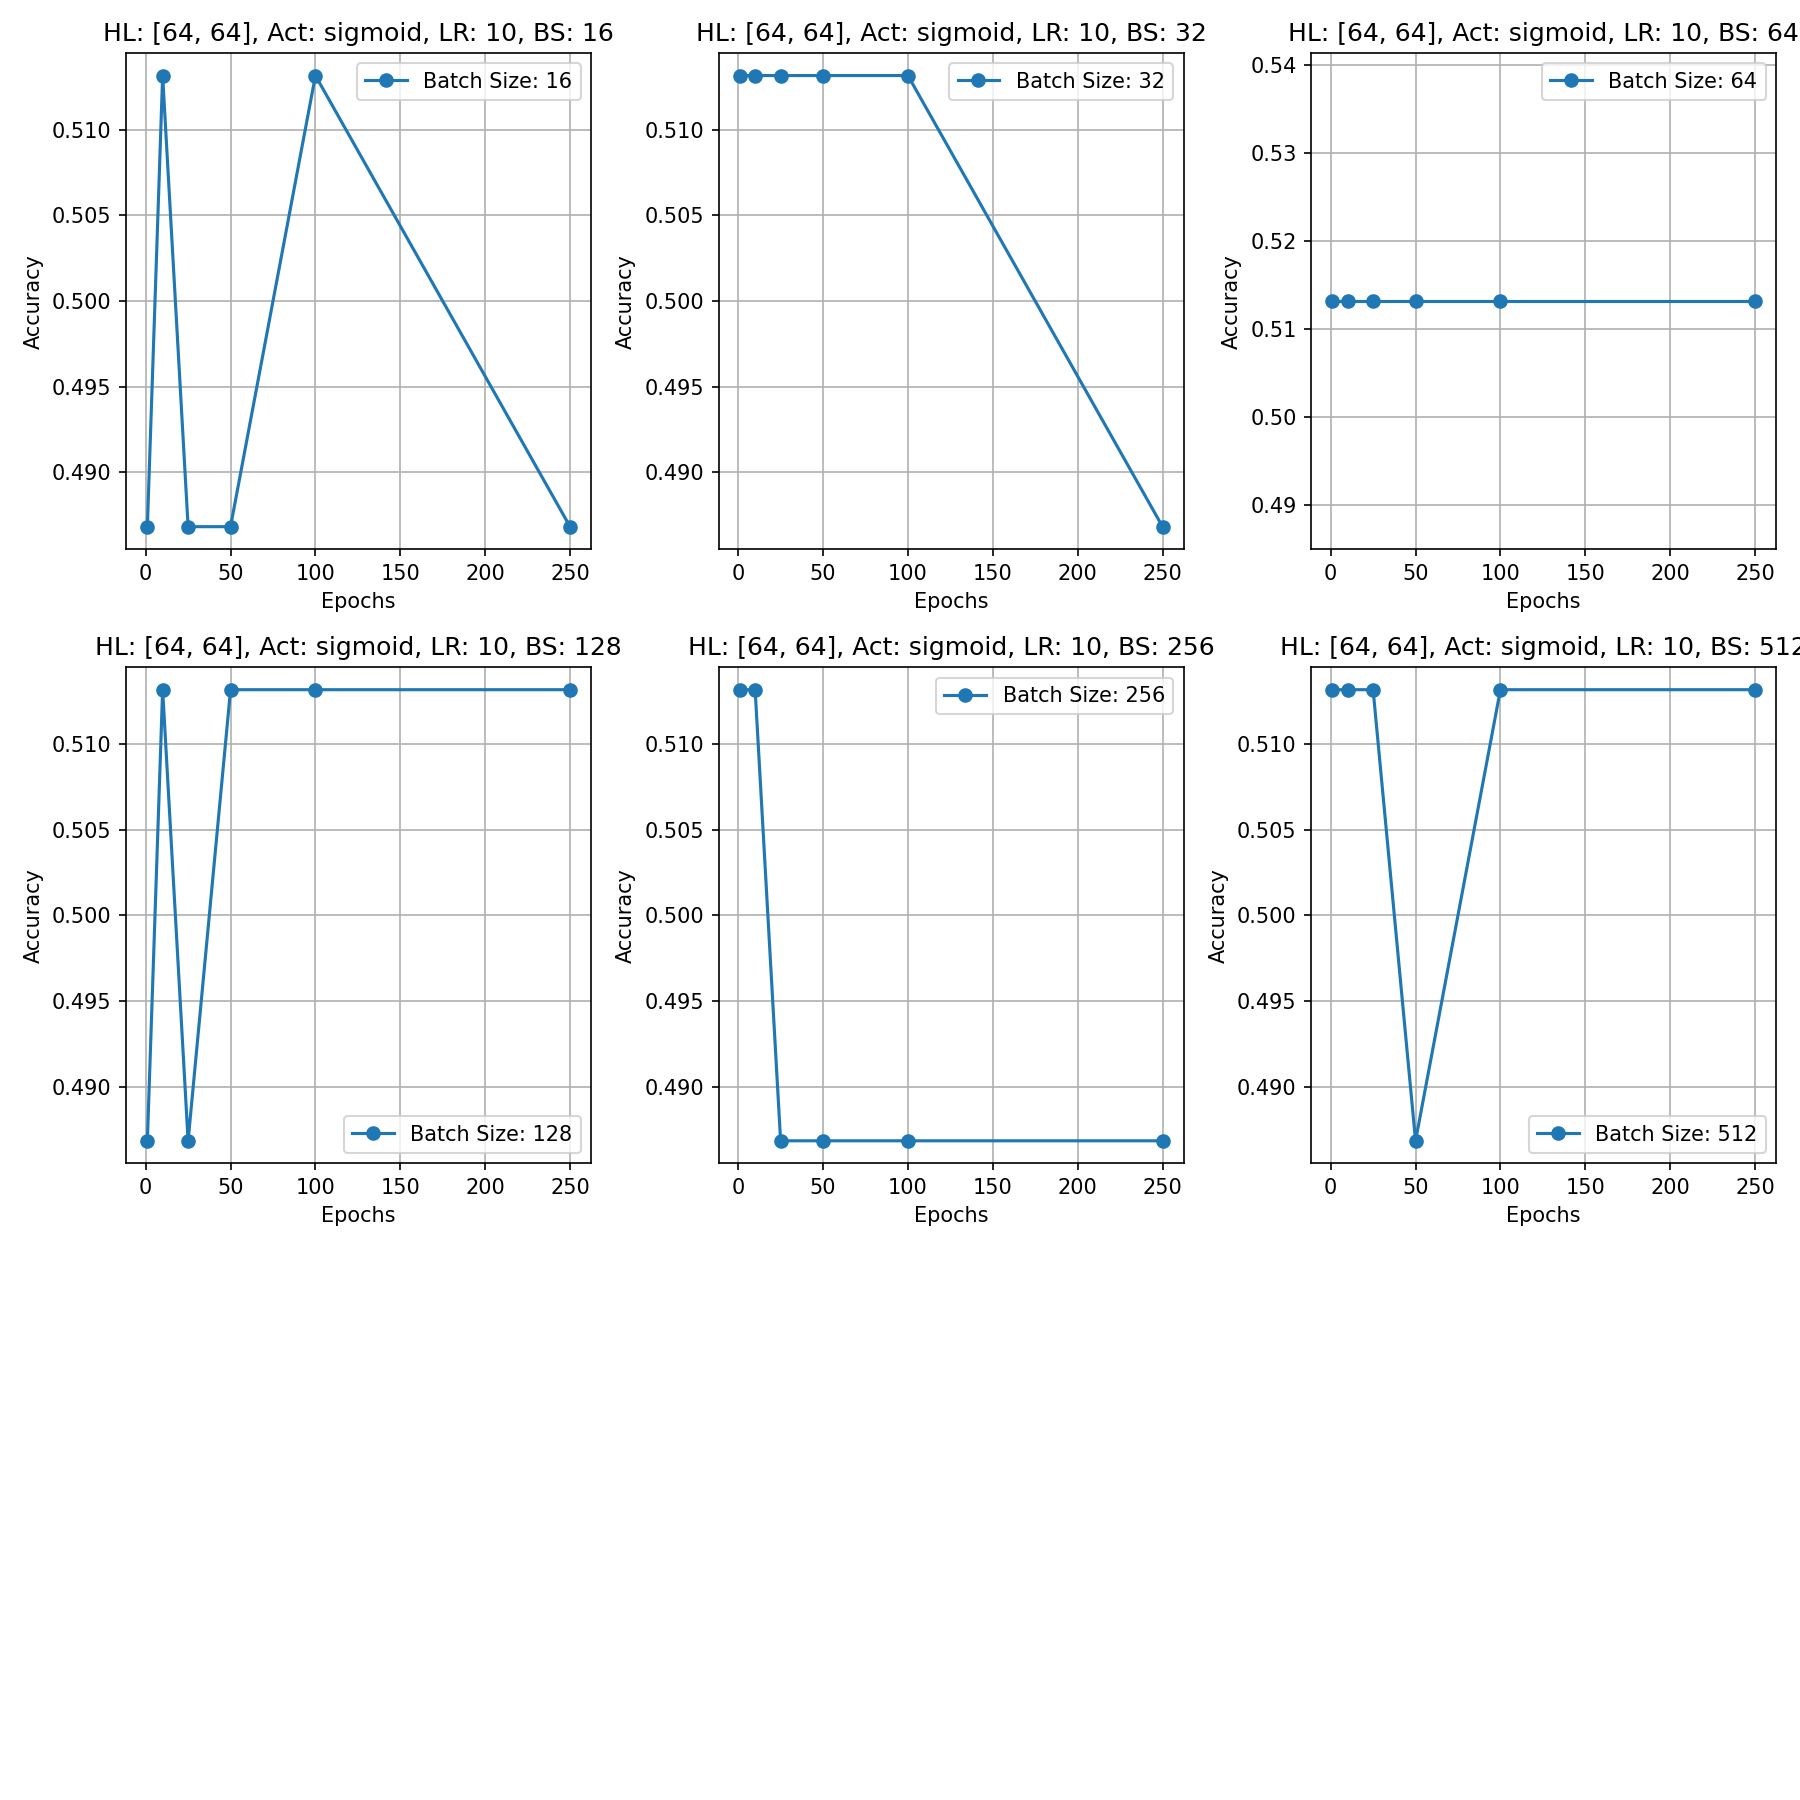 HL: [64, 64], Act: sigmoid, LR: 10, BS: 16
Batch Size: 16
Accuracy
0.510
0.505
0.500
0.495
0.490
0 50 100 150 200 250
Epochs
HL: [64, 64], Act: sigmoid, LR: 10, BS: 32
Batch Size: 32
Accuracy
0.510
0.505
0.500
0.495
0.490
0 50 100 150 200 250
Epochs
HL: [64, 64], Act: sigmoid, LR: 10, BS: 64
Batch Size: 64
Accuracy
0.54
0.53
0.52
0.51
0.50
0.49
0 50 100 150 200 250
Epochs
HL: [64, 64], Act: sigmoid, LR: 10, BS: 128
Batch Size: 128
Accuracy
0.510
0.505
0.500
0.495
0.490
0 50 100 150 200 250
Epochs
HL: [64, 64], Act: sigmoid, LR: 10, BS: 256
Batch Size: 256
Accuracy
0.510
0.505
0.500
0.495
0.490
0 50 100 150 200 250
Epochs
HL: [64, 64], Act: sigmoid, LR: 10, BS: 512
Batch Size: 512
Accuracy
0.510
0.505
0.500
0.495
0.490
0 50 100 150 200 250
Epochs